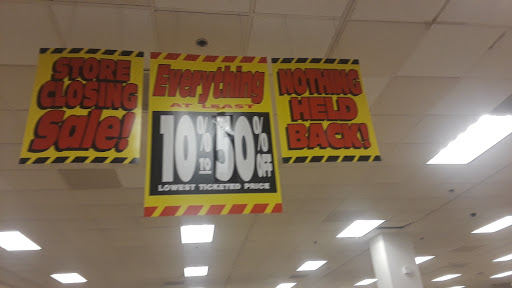 STORE
CLOSING
Sale!
Everything
AT LEAST
10% TO 50% OFF
LOWEST TICKETED PRICE
NOTHING
HELD
BACK!